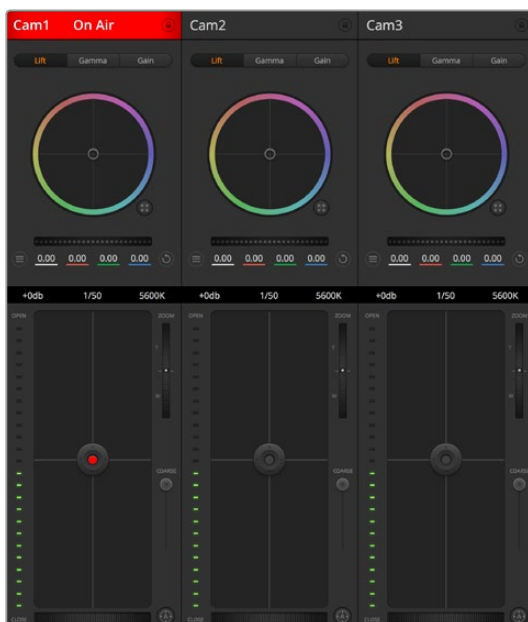 Cam1 On Air
Lift Gamma Gain
0.00 0.00 0.00 0.00
+0db 1/50 5600K
OPEN ZOOM
T
W
COARSE
CLOSE
Cam2
Lift Gamma Gain
0.00 0.00 0.00 0.00
+0db 1/50 5600K
OPEN ZOOM
T
W
COARSE
CLOSE
Cam3
Lift Gamma Gain
0.00 0.00 0.00 0.00
+0db 1/50 5600K
OPEN ZOOM
T
W
COARSE
CLOSE